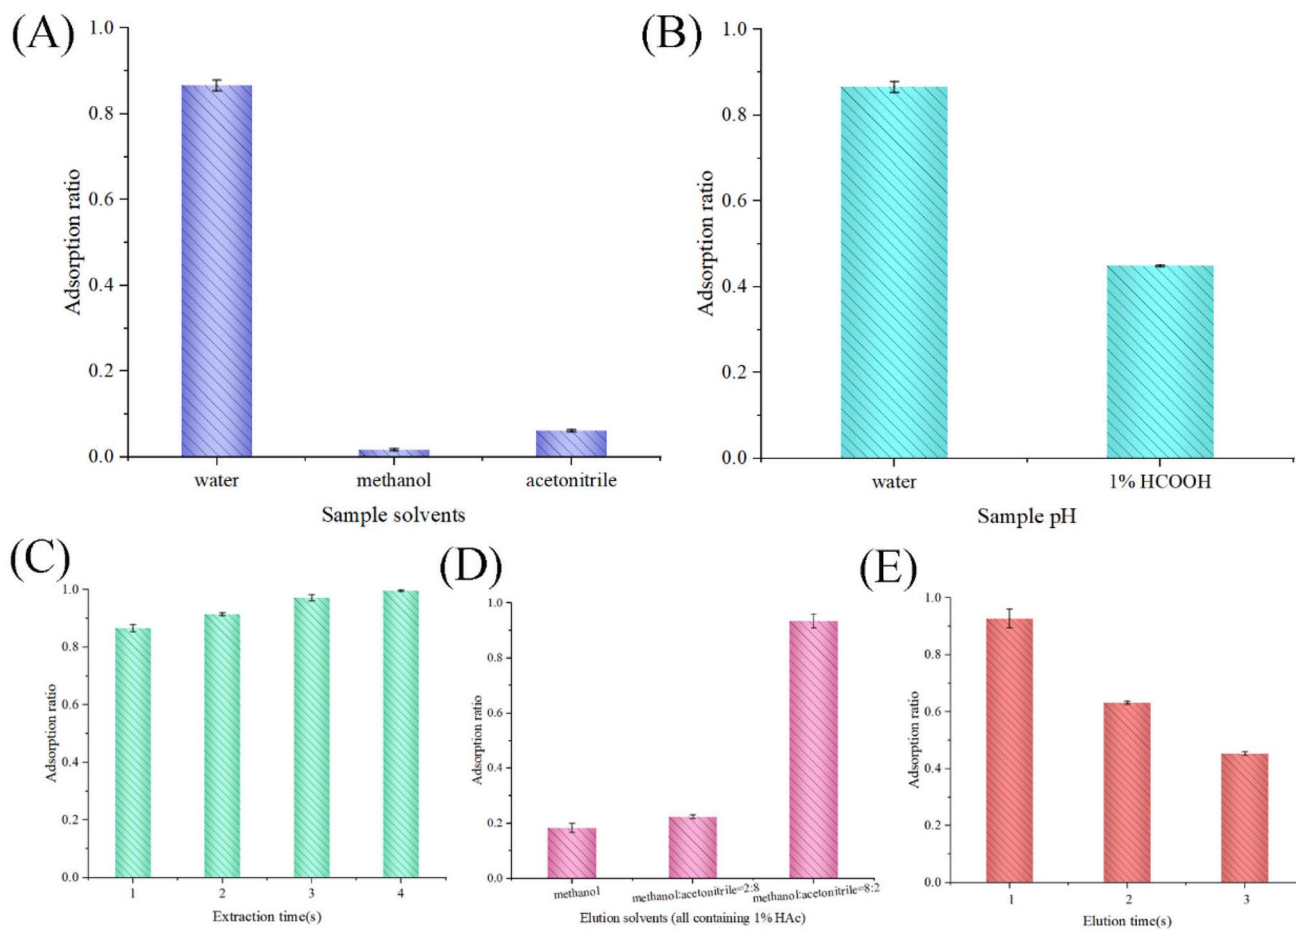 (A)
1.0
0.8
0.6
0.4
0.2
0.0
Adsorption ratio
water methanol acetonitrile
Sample solvents
(B)
1.0
0.8
0.6
0.4
0.2
0.0
Adsorption ratio
water 1% HCOOH
Sample pH
(C)
1.0
0.8
0.6
0.4
0.2
0.0
Adsorption ratio
1 2 3 4
Extraction time(s)
(D)
1.0
0.8
0.6
0.4
0.2
0.0
Adsorption ratio
methanol methanol:acetonitrile=2:8 methanol:acetonitrile=8:2
Elution solvents (all containing 1% HAc)
(E)
1.0
0.8
0.6
0.4
0.2
0.0
Adsorption ratio
1 2 3
Elution time(s)